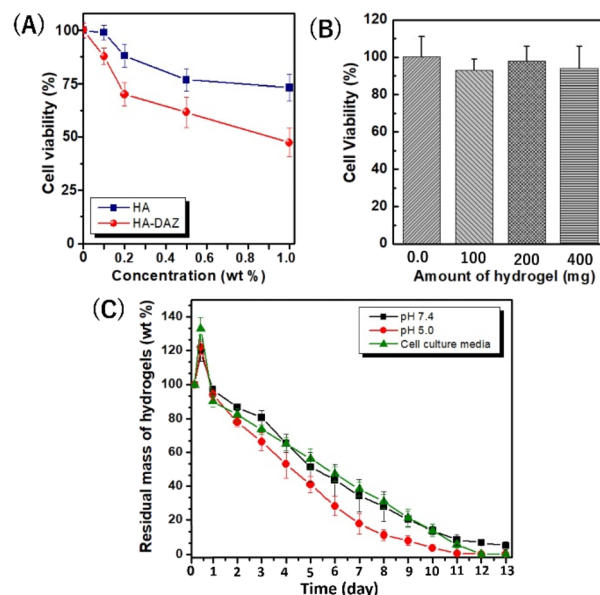 (A)
Cell viability (%)
100
75
50
25
0
HA
HA-DAZ
0 0.2 0.4 0.6 0.8 1.0
Concentration (wt %)
(B)
Cell Viability (%)
120
100
80
60
40
20
0
0.0 100 200 400
Amount of hydrogel (mg)
(C)
Residual mass of hydrogels (wt %)
140
120
100
80
60
40
20
0
pH 7.4
pH 5.0
Cell culture media
0 1 2 3 4 5 6 7 8 9 10 11 12 13
Time (day)